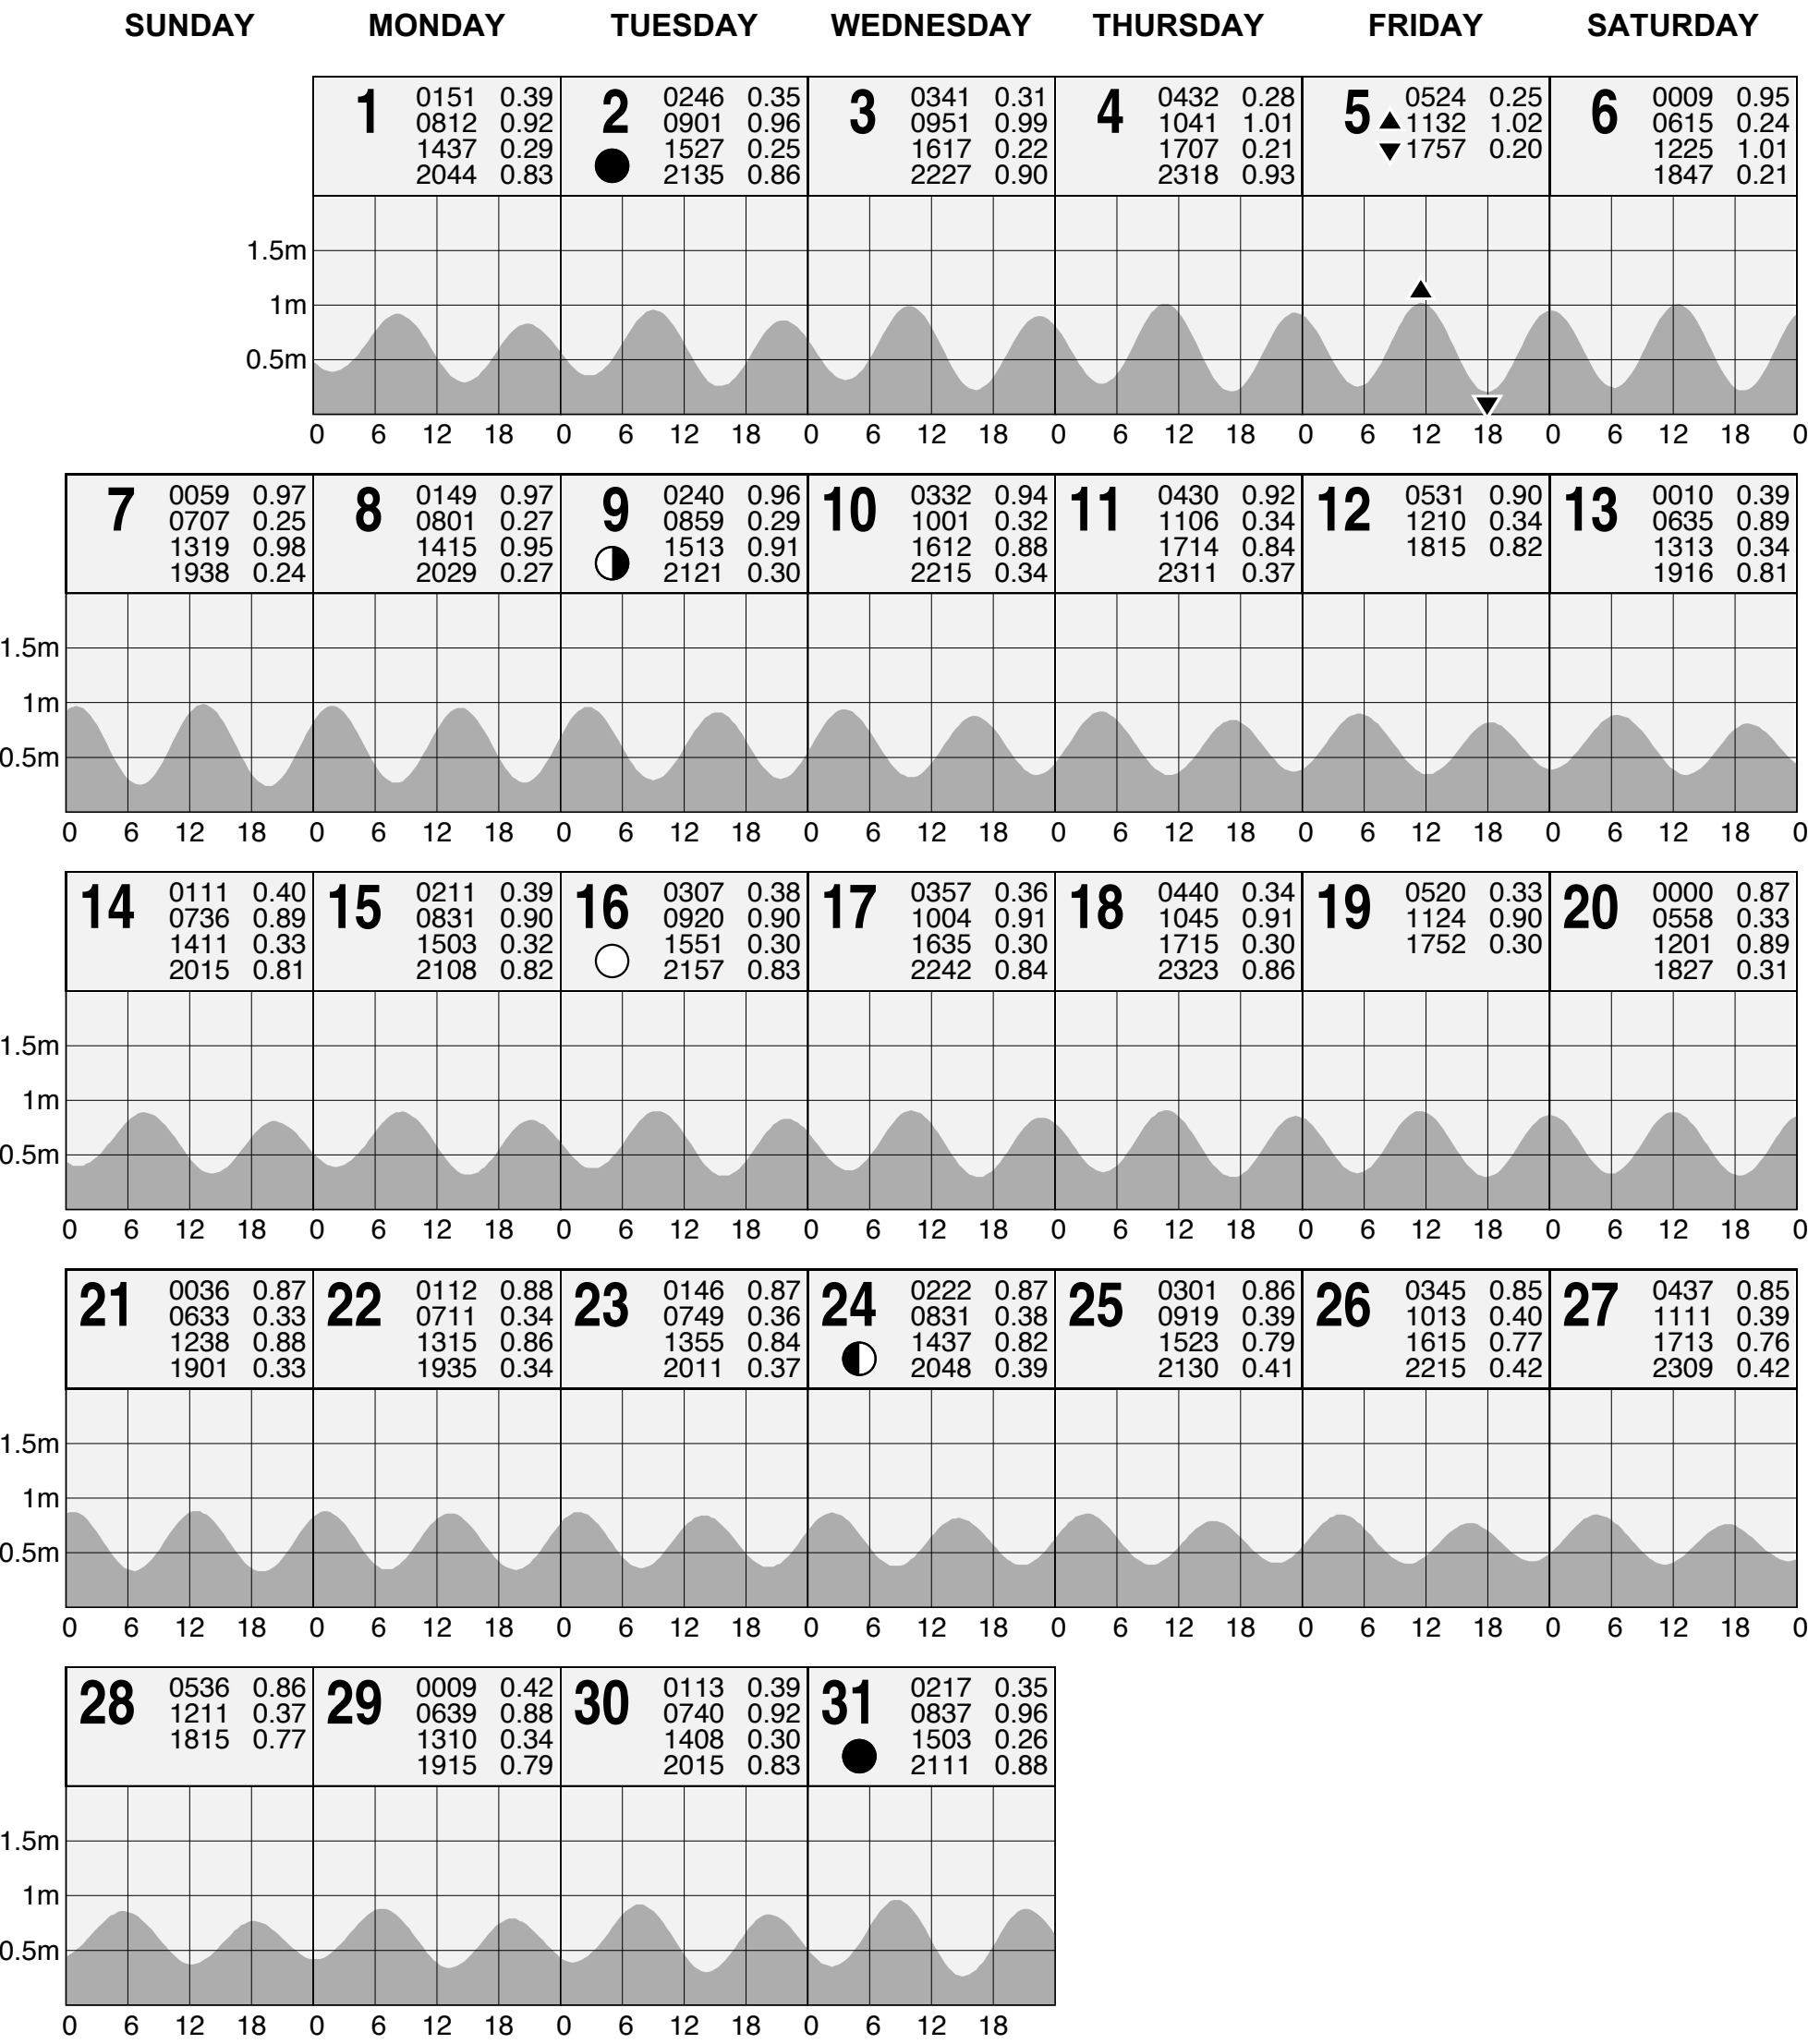 SUNDAY MONDAY TUESDAY WEDNESDAY THURSDAY FRIDAY SATURDAY
1 0151 0.39 2 0246 0.35 3 0341 0.31 4 0432 0.28 5 0524 0.25 6 0009 0.95
0812 0.92 0901 0.96 0951 0.99 1041 1.01 1132 1.02 0615 0.24
1437 0.29 1527 0.25 1617 0.22 1707 0.21 1757 0.20 1225 1.01
2044 0.83 2135 0.86 2227 0.90 2318 0.93 1847 0.21
1.5m
1m
0.5m
0 6 12 18 0 6 12 18 0 6 12 18 0 6 12 18 0 6 12 18 0 6 12 18 0
7 0059 0.97 8 0149 0.97 9 0240 0.96 10 0332 0.94 11 0430 0.92 12 0531 0.90 13 0010 0.39
0707 0.25 0801 0.27 0859 0.29 1001 0.32 1106 0.34 1210 0.34 0635 0.89
1319 0.98 1415 0.95 1513 0.91 1612 0.88 1714 0.84 1815 0.82 1313 0.34
1938 0.24 2029 0.27 2121 0.30 2215 0.34 2311 0.37 1916 0.81
1.5m
1m
0.5m
0 6 12 18 0 6 12 18 0 6 12 18 0 6 12 18 0 6 12 18 0 6 12 18 0 6 12 18 0
14 0111 0.40 15 0211 0.39 16 0307 0.38 17 0357 0.36 18 0440 0.34 19 0520 0.33 20 0000 0.87
0736 0.89 0831 0.90 0920 0.90 1004 0.91 1045 0.91 1124 0.90 0558 0.33
1411 0.33 1503 0.32 1551 0.30 1635 0.30 1715 0.30 1752 0.30 1201 0.89
2015 0.81 2108 0.82 2157 0.83 2242 0.84 2323 0.86 1827 0.31
1.5m
1m
0.5m
0 6 12 18 0 6 12 18 0 6 12 18 0 6 12 18 0 6 12 18 0 6 12 18 0 6 12 18 0
21 0036 0.87 22 0112 0.88 23 0146 0.87 24 0222 0.87 25 0301 0.86 26 0345 0.85 27 0437 0.85
0633 0.33 0711 0.34 0749 0.36 0831 0.38 0919 0.39 1013 0.40 1111 0.39
1238 0.88 1315 0.86 1355 0.84 1437 0.82 1523 0.79 1615 0.77 1713 0.76
1901 0.33 1935 0.34 2011 0.37 2048 0.39 2130 0.41 2215 0.42 2309 0.42
1.5m
1m
0.5m
0 6 12 18 0 6 12 18 0 6 12 18 0 6 12 18 0 6 12 18 0 6 12 18 0 6 12 18 0
28 0536 0.86 29 0009 0.42 30 0113 0.39 31 0217 0.35
1211 0.37 0639 0.88 0740 0.92 0837 0.96
1815 0.77 1310 0.34 1408 0.30 1503 0.26
1915 0.79 2015 0.83 2111 0.88
1.5m
1m
0.5m
0 6 12 18 0 6 12 18 0 6 12 18 0 6 12 18